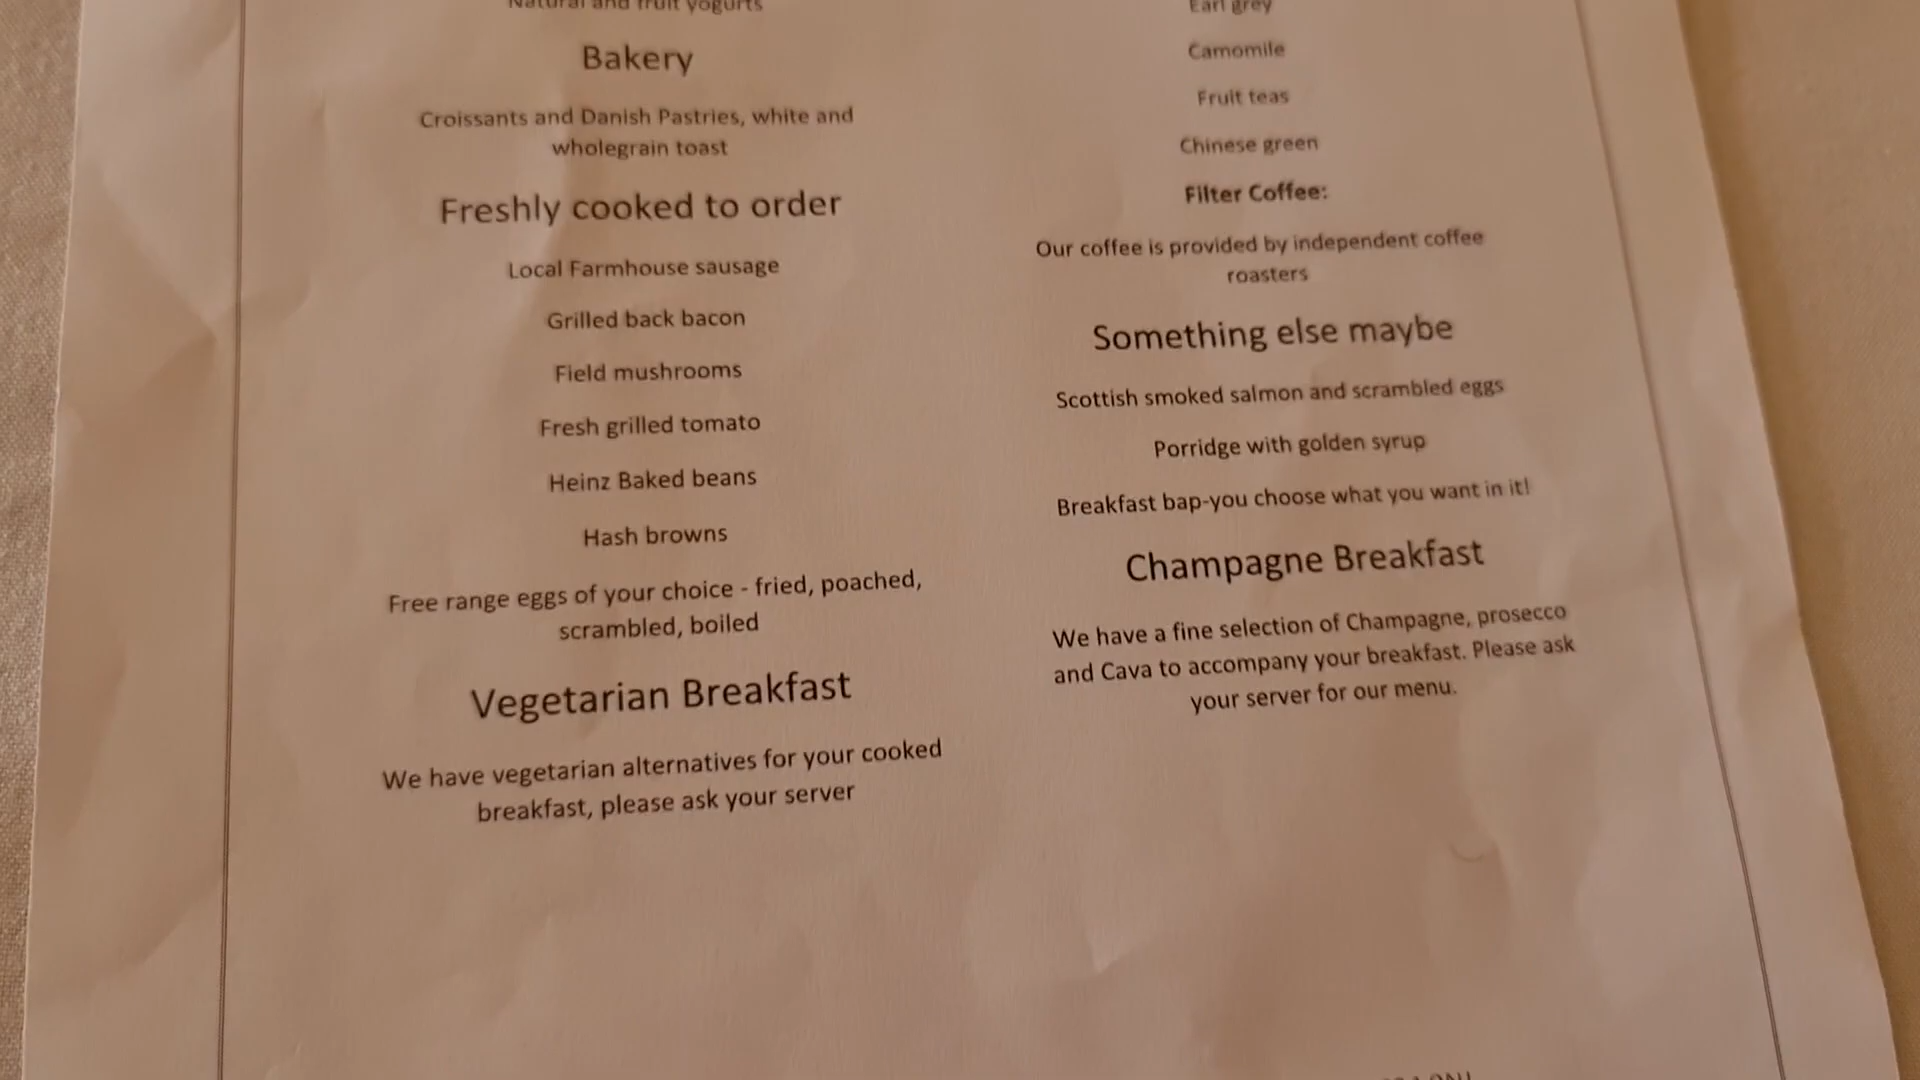 Natural and fruit yogurts
Bakery
Croissants and Danish Pastries, white and
wholegrain toast
Freshly cooked to order
Local Farmhouse sausage
Grilled back bacon
Field mushrooms
Fresh grilled tomato
Heinz Baked beans
Hash browns
Free range eggs of your choice - fried, poached,
scrambled, boiled
Vegetarian Breakfast
We have vegetarian alternatives for your cooked
breakfast, please ask your server
Earl grey
Camomile
Fruit teas
Chinese green
Filter Coffee:
Our coffee is provided by independent coffee
roasters
Something else maybe
Scottish smoked salmon and scrambled eggs
Porridge with golden syrup
Breakfast bap-you choose what you want in it!
Champagne Breakfast
We have a fine selection of Champagne, prosecco
and Cava to accompany your breakfast. Please ask
your server for our menu.